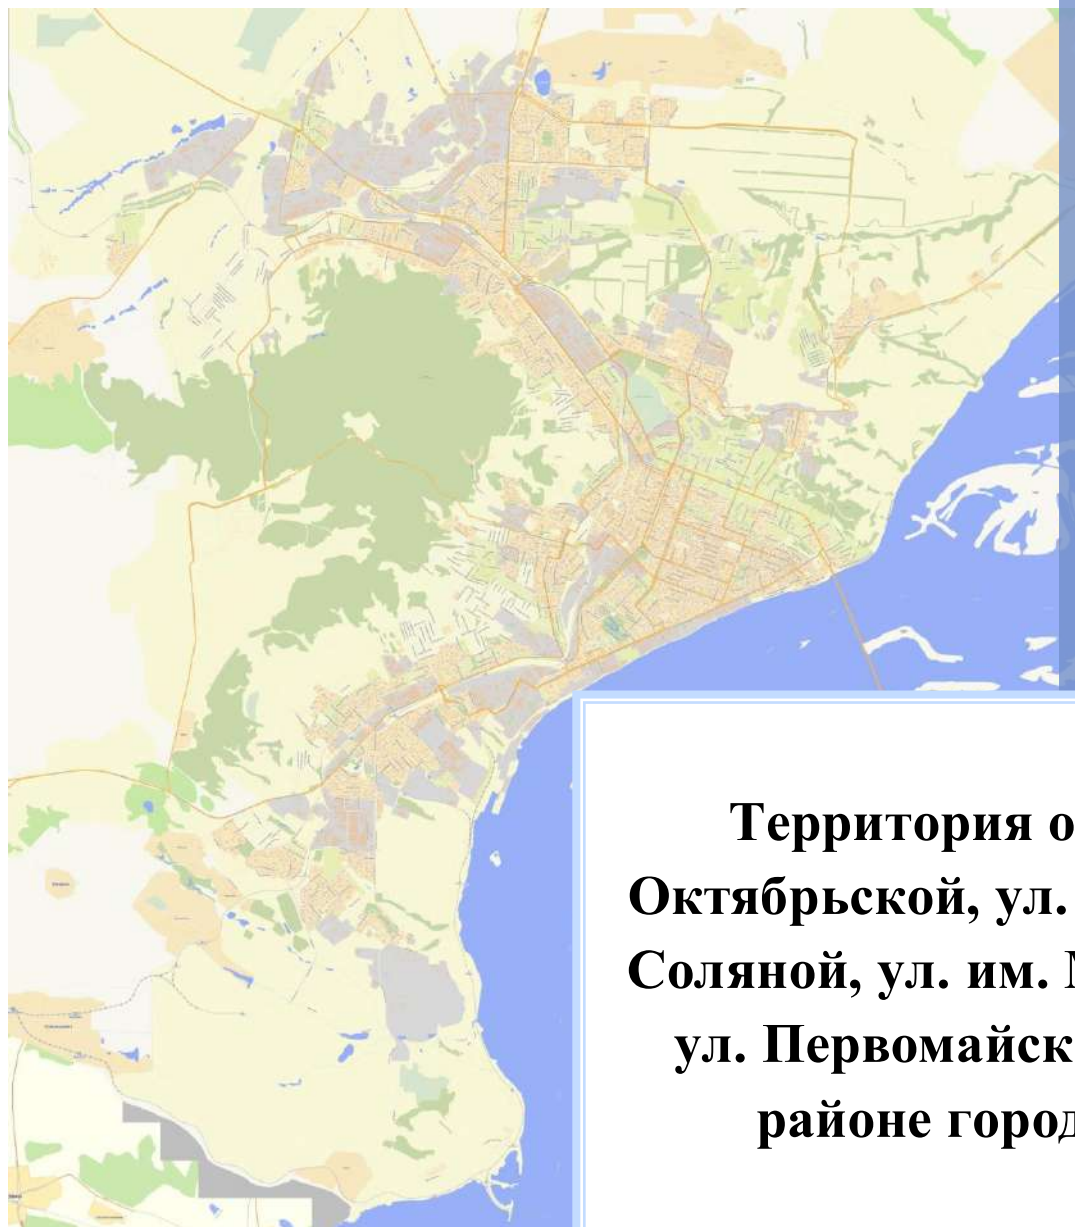 Территория о
Октябрьской, ул.
Соляной, ул. им.
ул. Первомайск
районе город